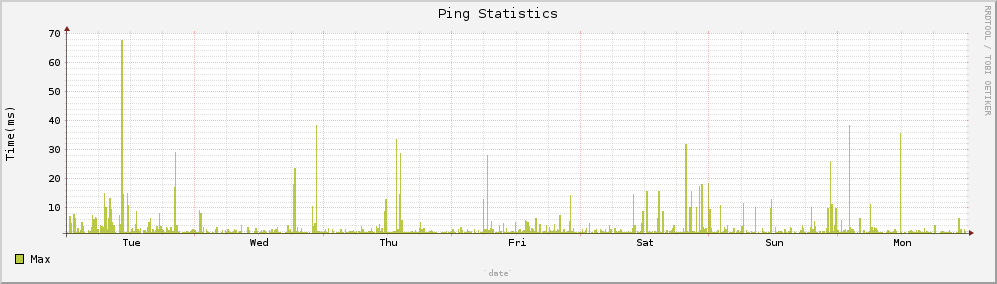 Ping Statistics
RRDTOOL / TOBI OETIKER
Time(ms)
70
60
50
40
30
20
10
Tue Wed Thu Fri Sat Sun Mon
Max
`date`